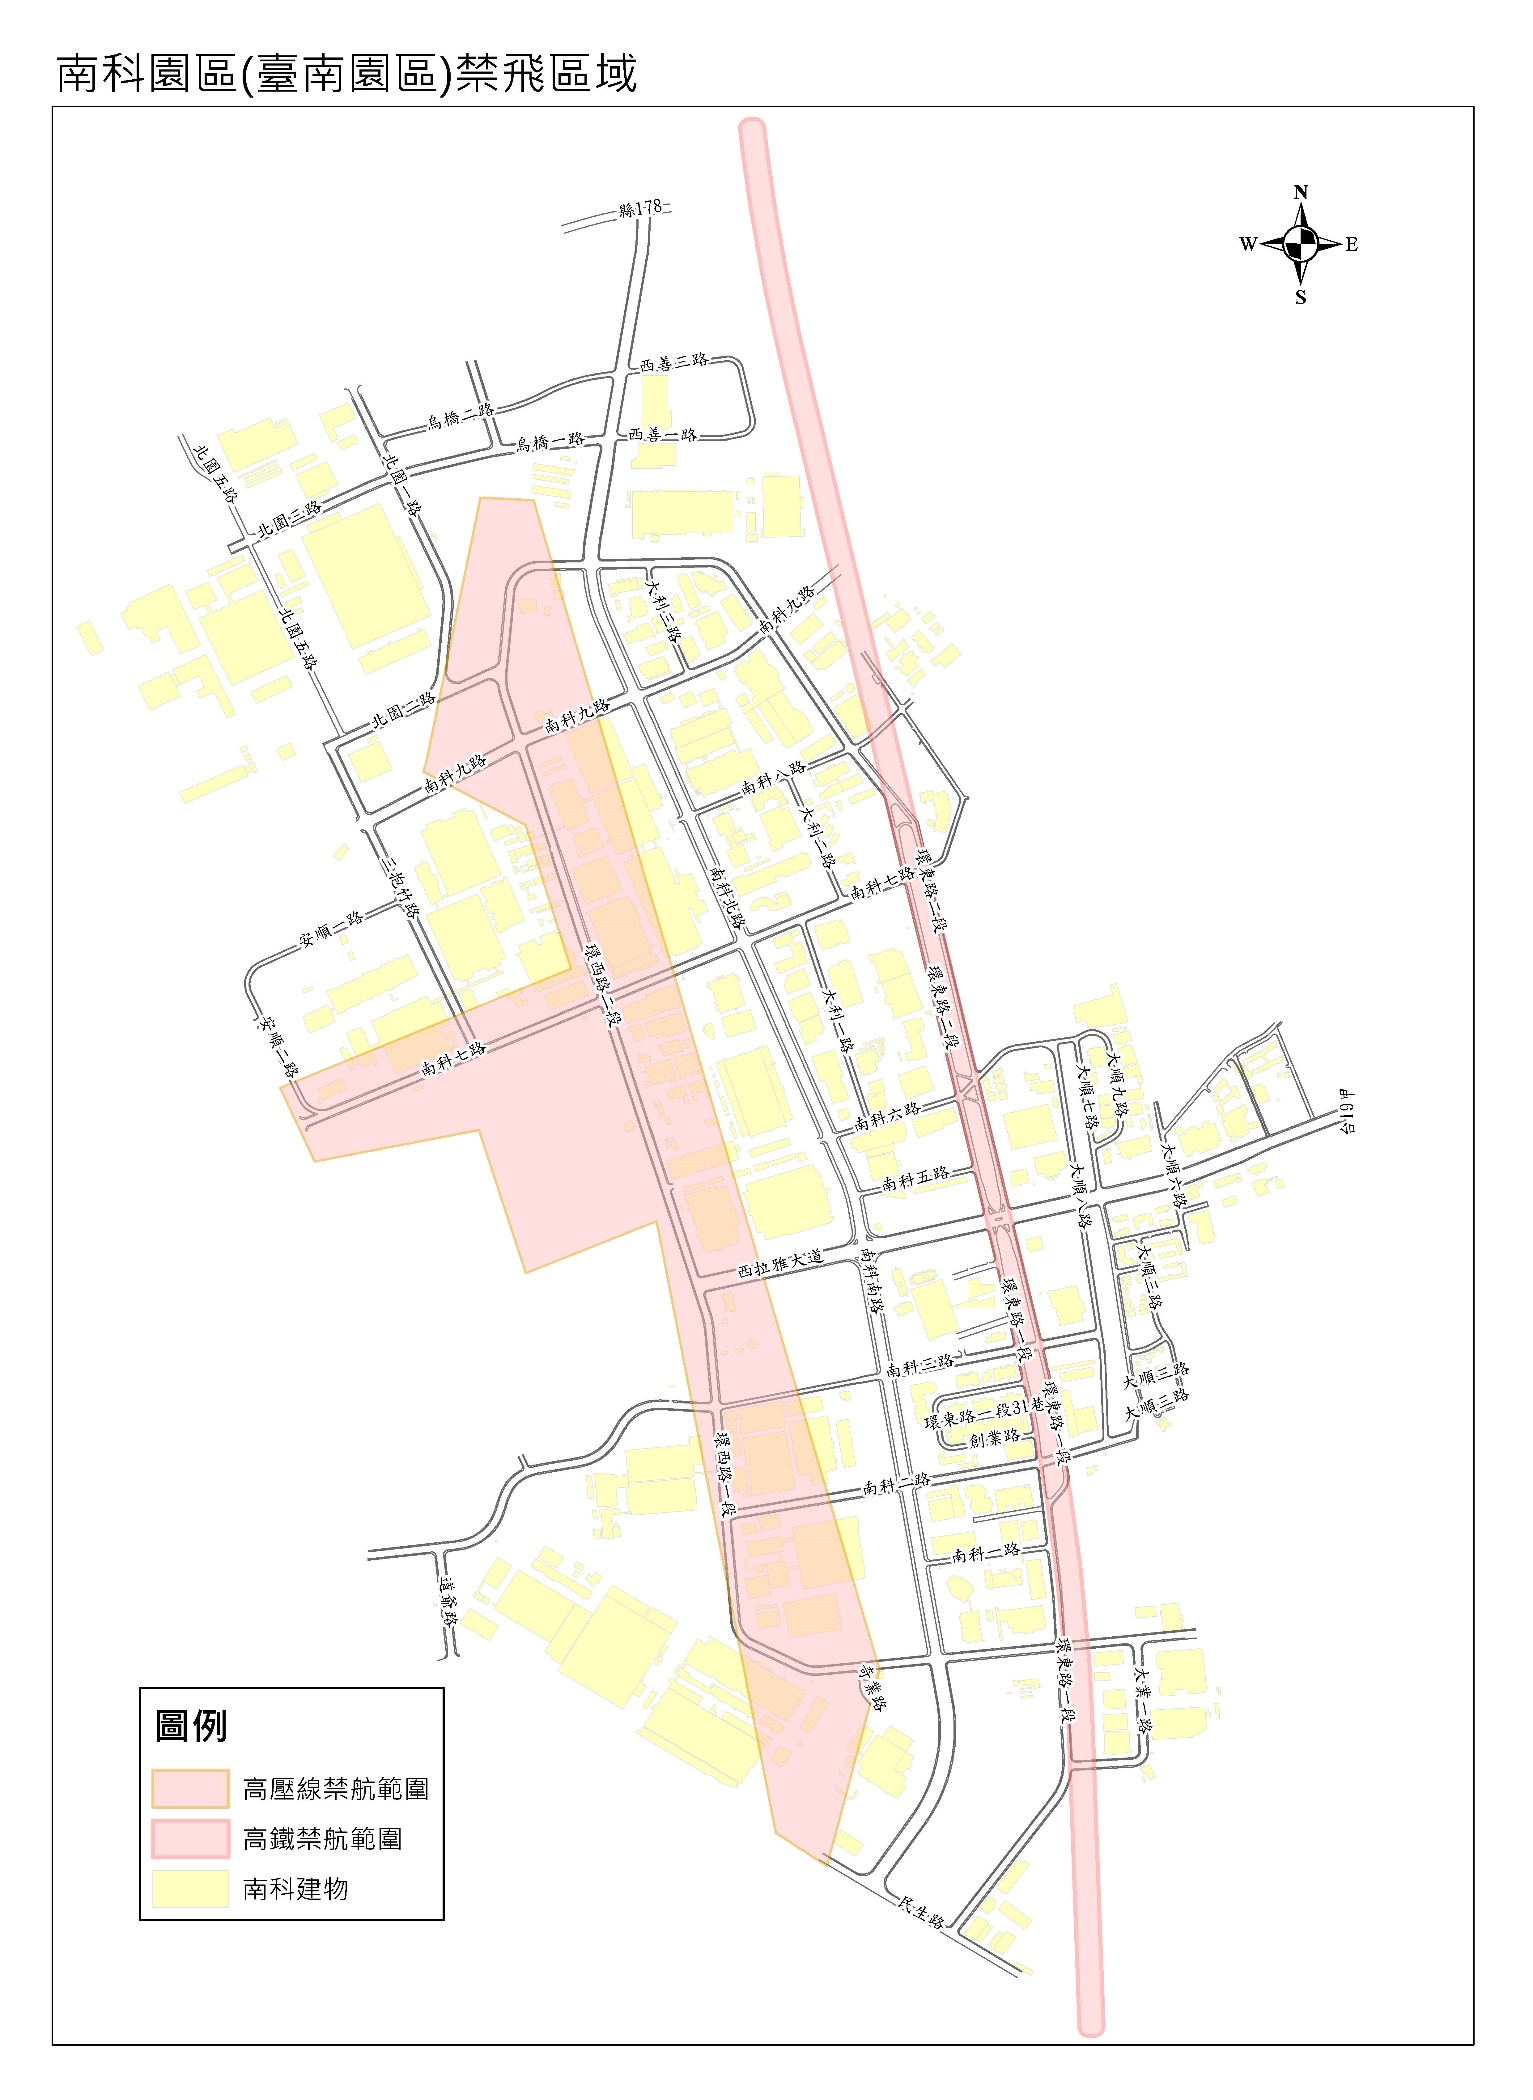 南科園區(臺南園區)禁飛區域
N
W
E
S
縣178
西善三路
烏橋二路
西善一路
烏橋一路
北園五路
北園一路
北園三路
大利三路
南科九路
北園五路
北園二路
南科九路
南科九路
南科八路
大利二路
三抱竹路
南科七路
環東路二段
南科北路
安順一路
環西路二段
環東路二段
大利二路
安順二路
南科七路
大順九路
大順七路
南科六路
大順六路
南科五路
大順八路
西拉雅大道
南科南路
大順二路
環東路一段
南科三路
大順三路
大順三路
環東路一段31巷
環東路一段
創業路
環西路一段
南科二路
南科一路
道爺路
奇業路
環東路一段
大業一路
民生路
圖例
高壓線禁航範圍
高鐵禁航範圍
南科建物